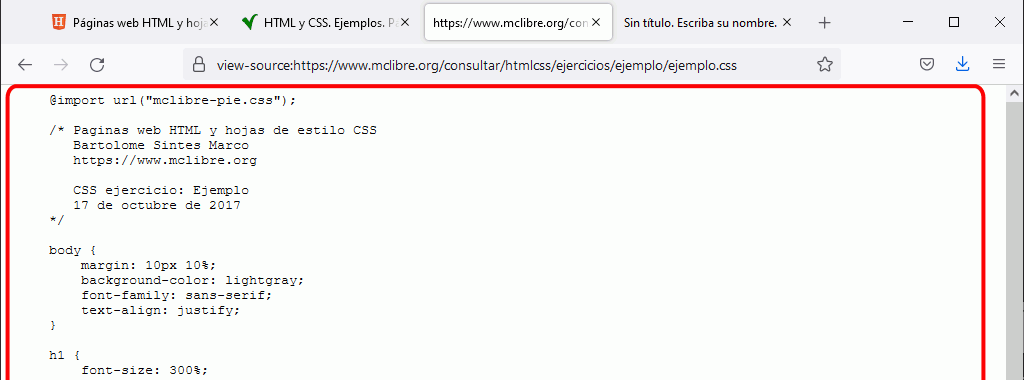 Páginas web HTML y hoja
HTML y CSS. Ejemplos. Pá
https://www.mclibre.org/con
Sin título. Escriba su nombre.
view-source:https://www.mclibre.org/consultar/htmlcss/ejercicios/ejemplo/ejemplo.css
@import url("mclibre-pie.css");
/* Paginas web HTML y hojas de estilo CSS
Bartolome Sintes Marco
https://www.mclibre.org
CSS ejercicio: Ejemplo
17 de octubre de 2017
*/
body {
margin: 10px 10%;
background-color: lightgray;
font-family: sans-serif;
text-align: justify;
}
h1 {
font-size: 300%;